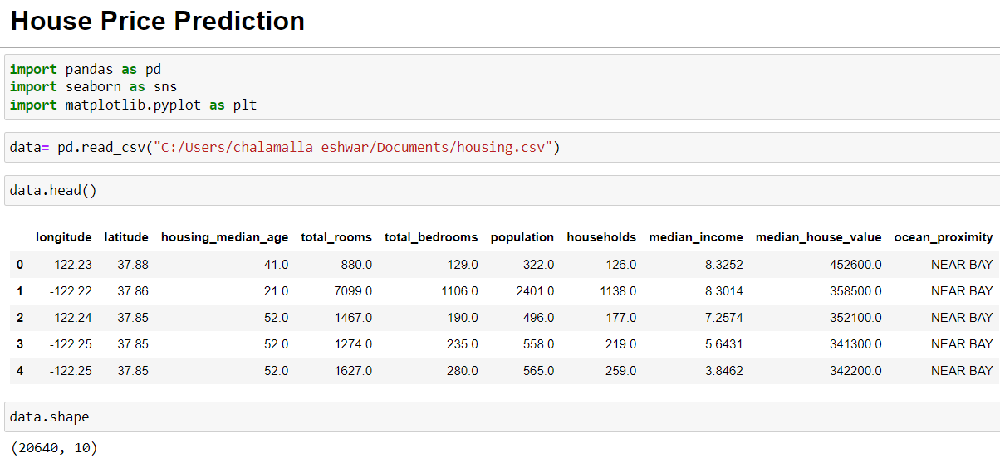 House Price Prediction
import pandas as pd
import seaborn as sns
import matplotlib.pyplot as plt
data= pd.read_csv("C:/Users/chalamalla eshwar/Documents/housing.csv")
data.head()
longitude latitude housing_median_age total_rooms total_bedrooms population households median_income median_house_value ocean_proximity
0 -122.23 37.88 41.0 880.0 129.0 322.0 126.0 8.3252 452600.0 NEAR BAY
1 -122.22 37.86 21.0 7099.0 1106.0 2401.0 1138.0 8.3014 358500.0 NEAR BAY
2 -122.24 37.85 52.0 1467.0 190.0 496.0 177.0 7.2574 352100.0 NEAR BAY
3 -122.25 37.85 52.0 1274.0 235.0 558.0 219.0 5.6431 341300.0 NEAR BAY
4 -122.25 37.85 52.0 1627.0 280.0 565.0 259.0 3.8462 342200.0 NEAR BAY
data.shape
(20640, 10)